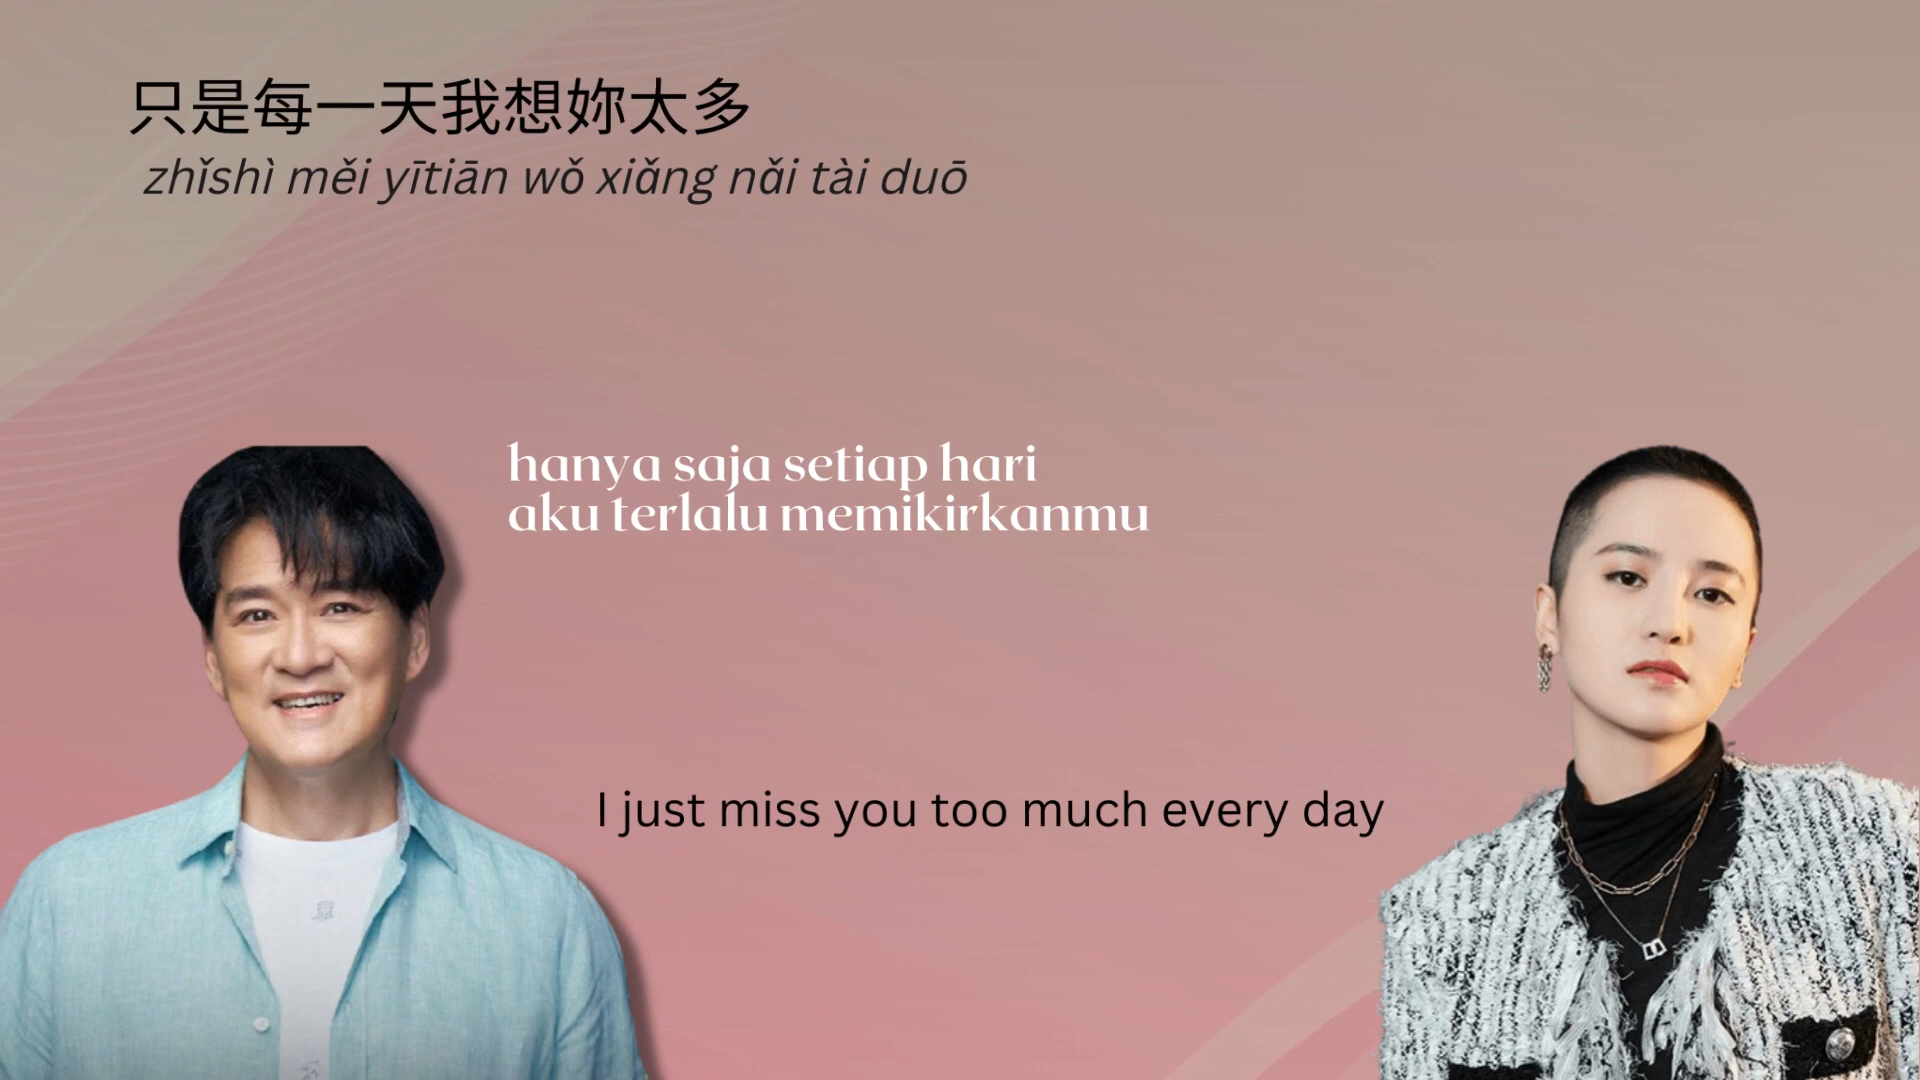 只是每一天我想妳太多
zhǐshì měi yītiān wǒ xiǎng nǎi tài duō
hanya saja setiap hari
aku terlalu memikirkanmu
I just miss you too much every day